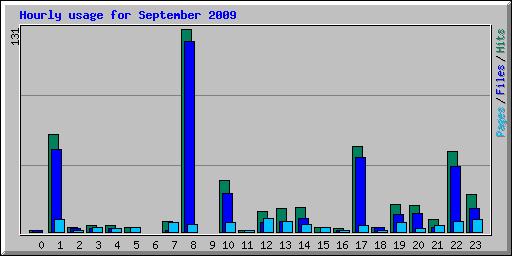 Hourly usage for September 2009
131
Pages/Files/Hits
0 1 2 3 4 5 6 7 8 9 10 11 12 13 14 15 16 17 18 19 20 21 22 23